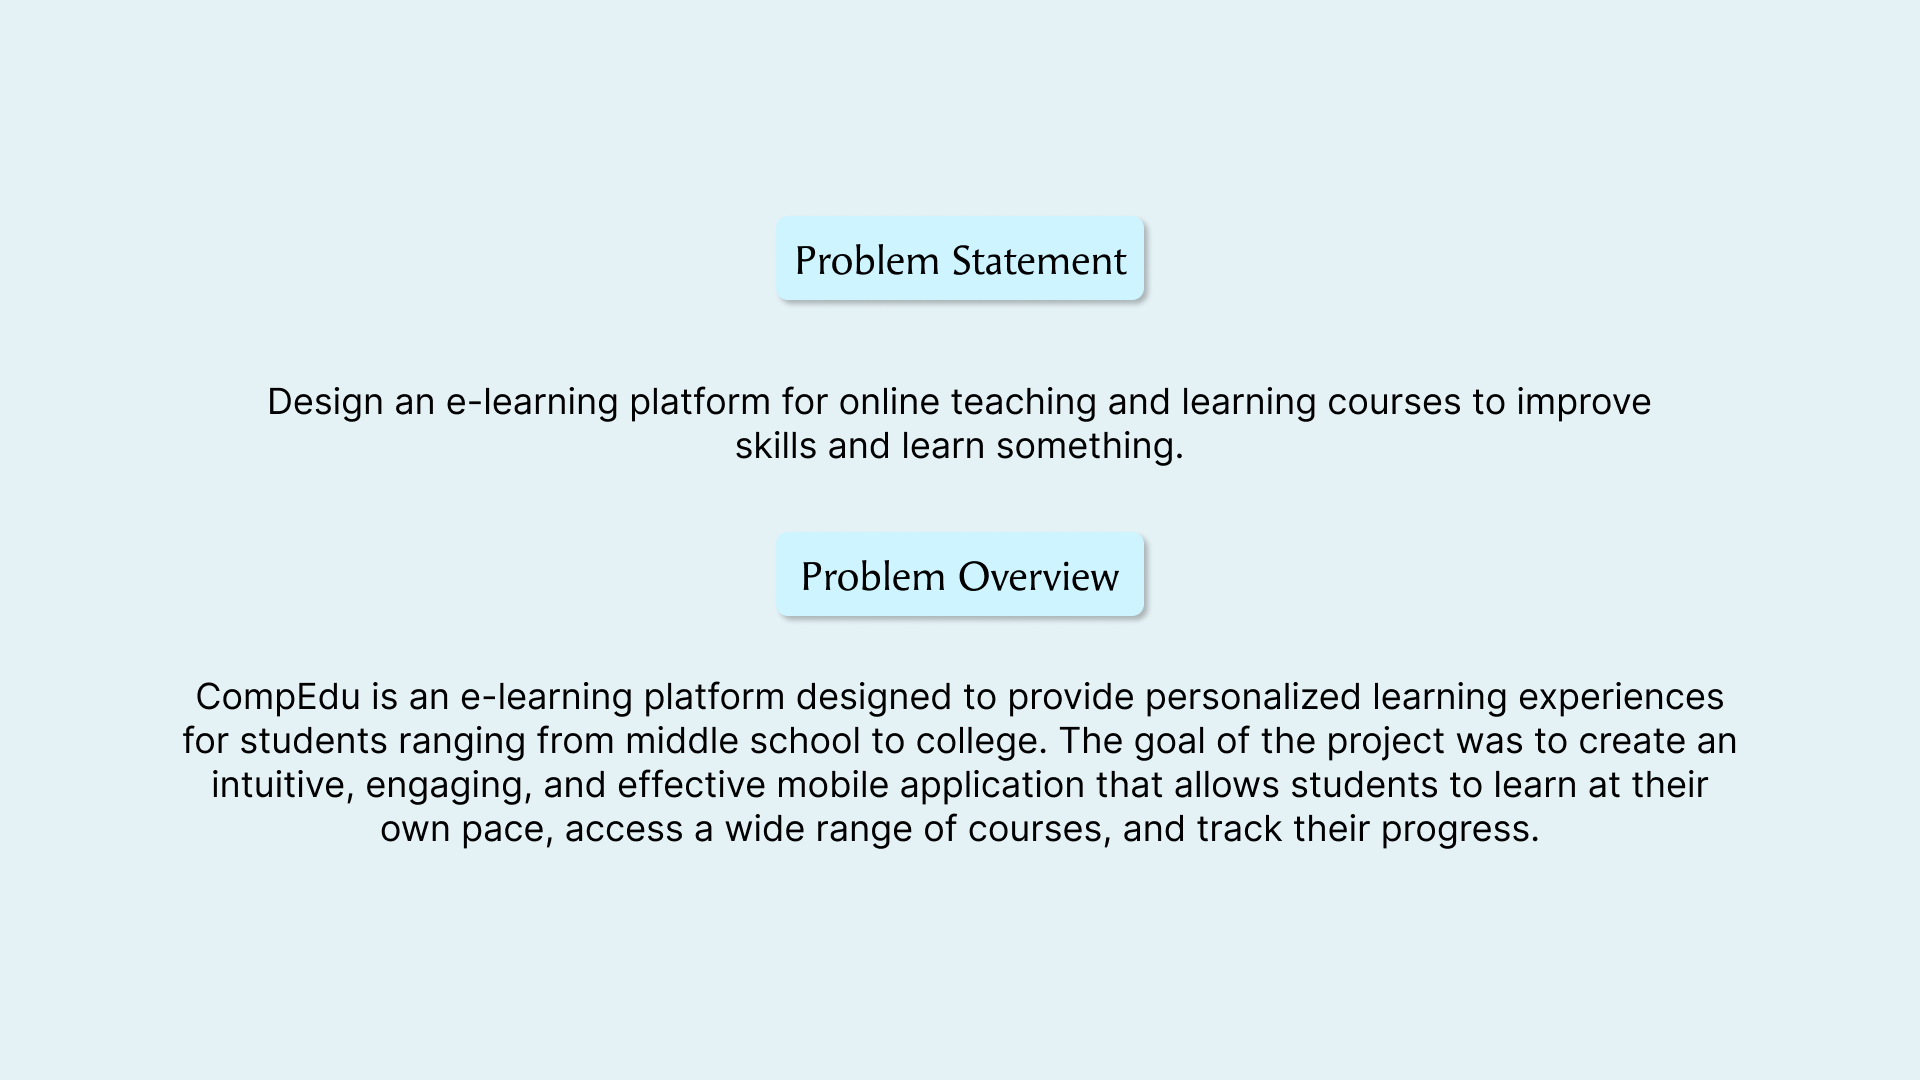 Problem Statement
Design an e-learning platform for online teaching and learning courses to improve
skills and learn something.
Problem Overview
CompEdu is an e-learning platform designed to provide personalized learning experiences
for students ranging from middle school to college. The goal of the project was to create an
intuitive, engaging, and effective mobile application that allows students to learn at their
own pace, access a wide range of courses, and track their progress.